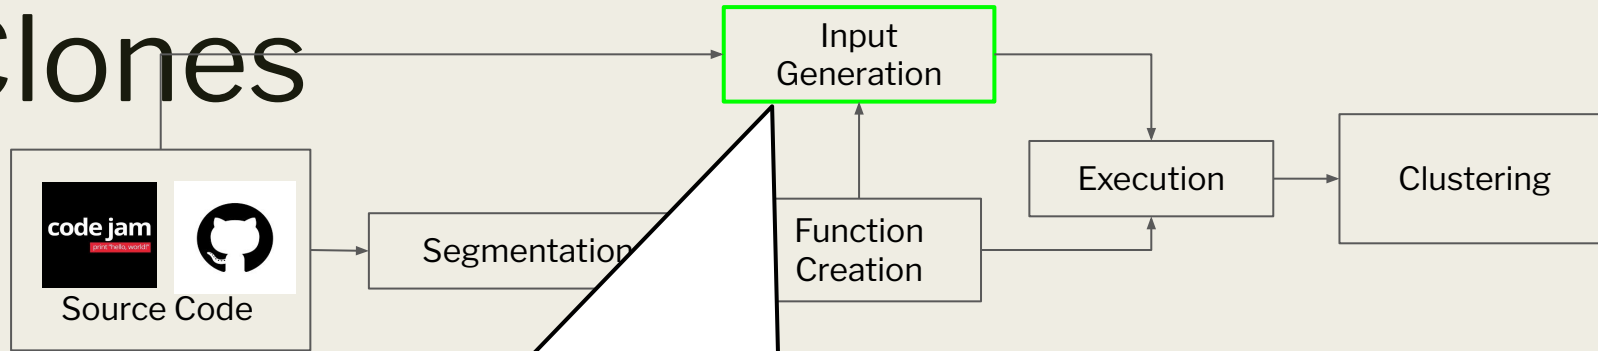 Clones
Input
Generation
Execution
Clustering
code jam
print "hello, world!"
Source Code
Segmentation
Function
Creation